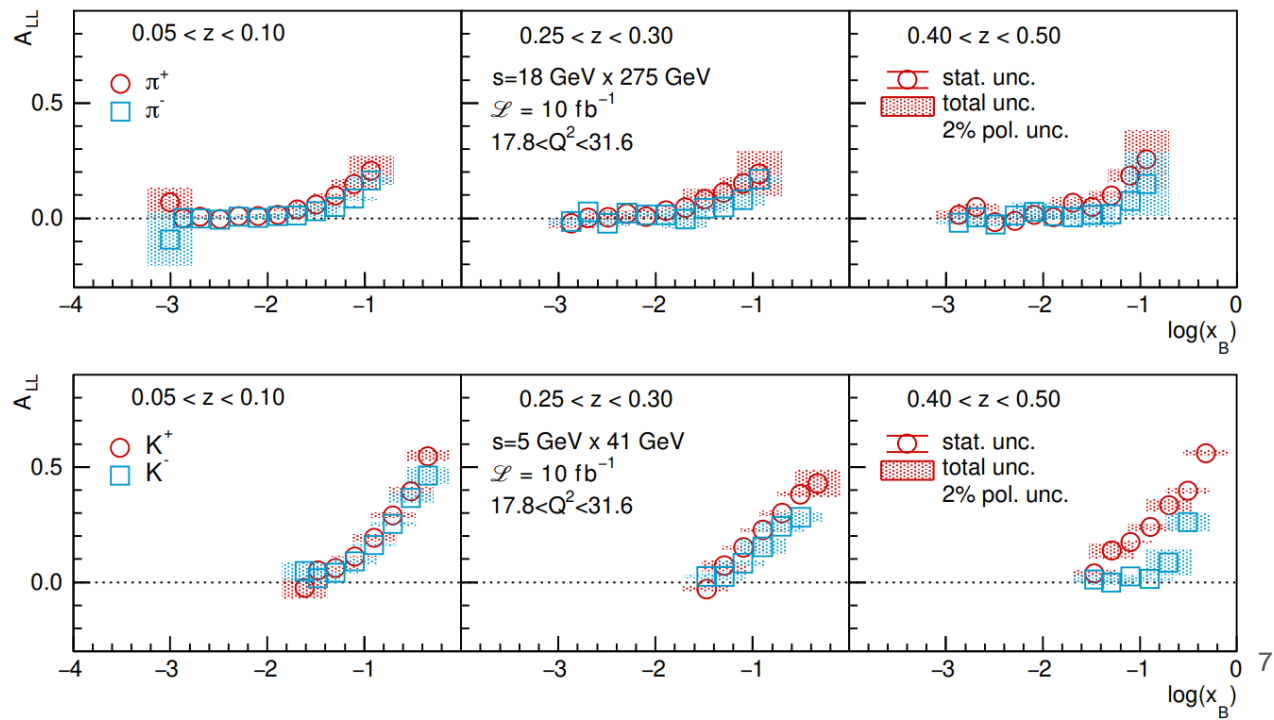 A_LL
0.05 < z < 0.10
0.25 < z < 0.30
0.40 < z < 0.50
π⁺
π⁻
s=18 GeV x 275 GeV
ℒ = 10 fb⁻¹
17.8<Q²<31.6
stat. unc.
total unc.
2% pol. unc.
0.5
0.0
−4 −3 −2 −1 −3 −2 −1 −3 −2 −1 0
log(x_B)
A_LL
0.05 < z < 0.10
0.25 < z < 0.30
0.40 < z < 0.50
K⁺
K⁻
s=5 GeV x 41 GeV
ℒ = 10 fb⁻¹
17.8<Q²<31.6
stat. unc.
total unc.
2% pol. unc.
0.5
0.0
−4 −3 −2 −1 −3 −2 −1 −3 −2 −1 0
7
log(x_B)